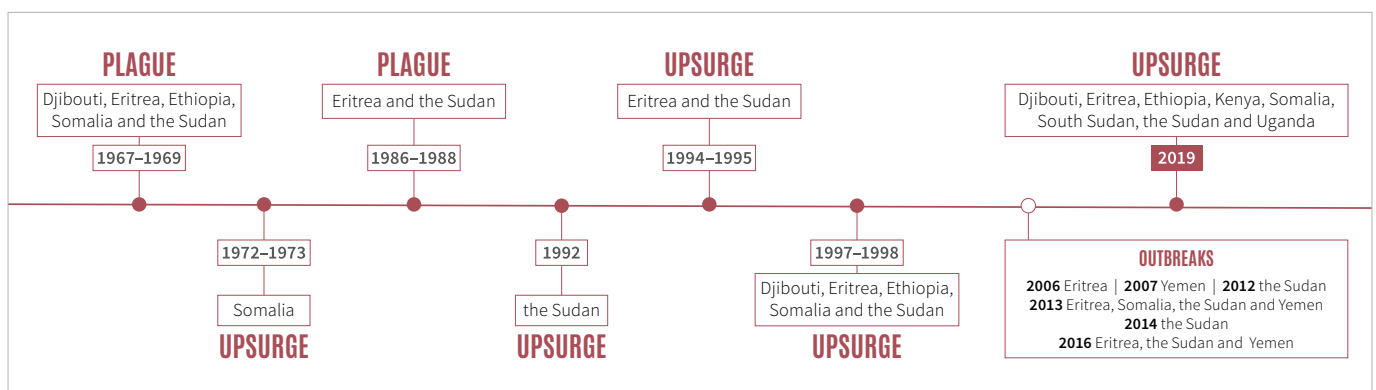 PLAGUE
Djibouti, Eritrea, Ethiopia,
Somalia and the Sudan
1967–1969
1972–1973
Somalia
UPSURGE
PLAGUE
Eritrea and the Sudan
1986–1988
1992
the Sudan
UPSURGE
UPSURGE
Eritrea and the Sudan
1994–1995
1997–1998
Djibouti, Eritrea, Ethiopia,
Somalia and the Sudan
UPSURGE
OUTBREAKS
2006 Eritrea | 2007 Yemen | 2012 the Sudan
2013 Eritrea, Somalia, the Sudan and Yemen
2014 the Sudan
2016 Eritrea, the Sudan and Yemen
UPSURGE
Djibouti, Eritrea, Ethiopia, Kenya, Somalia,
South Sudan, the Sudan and Uganda
2019